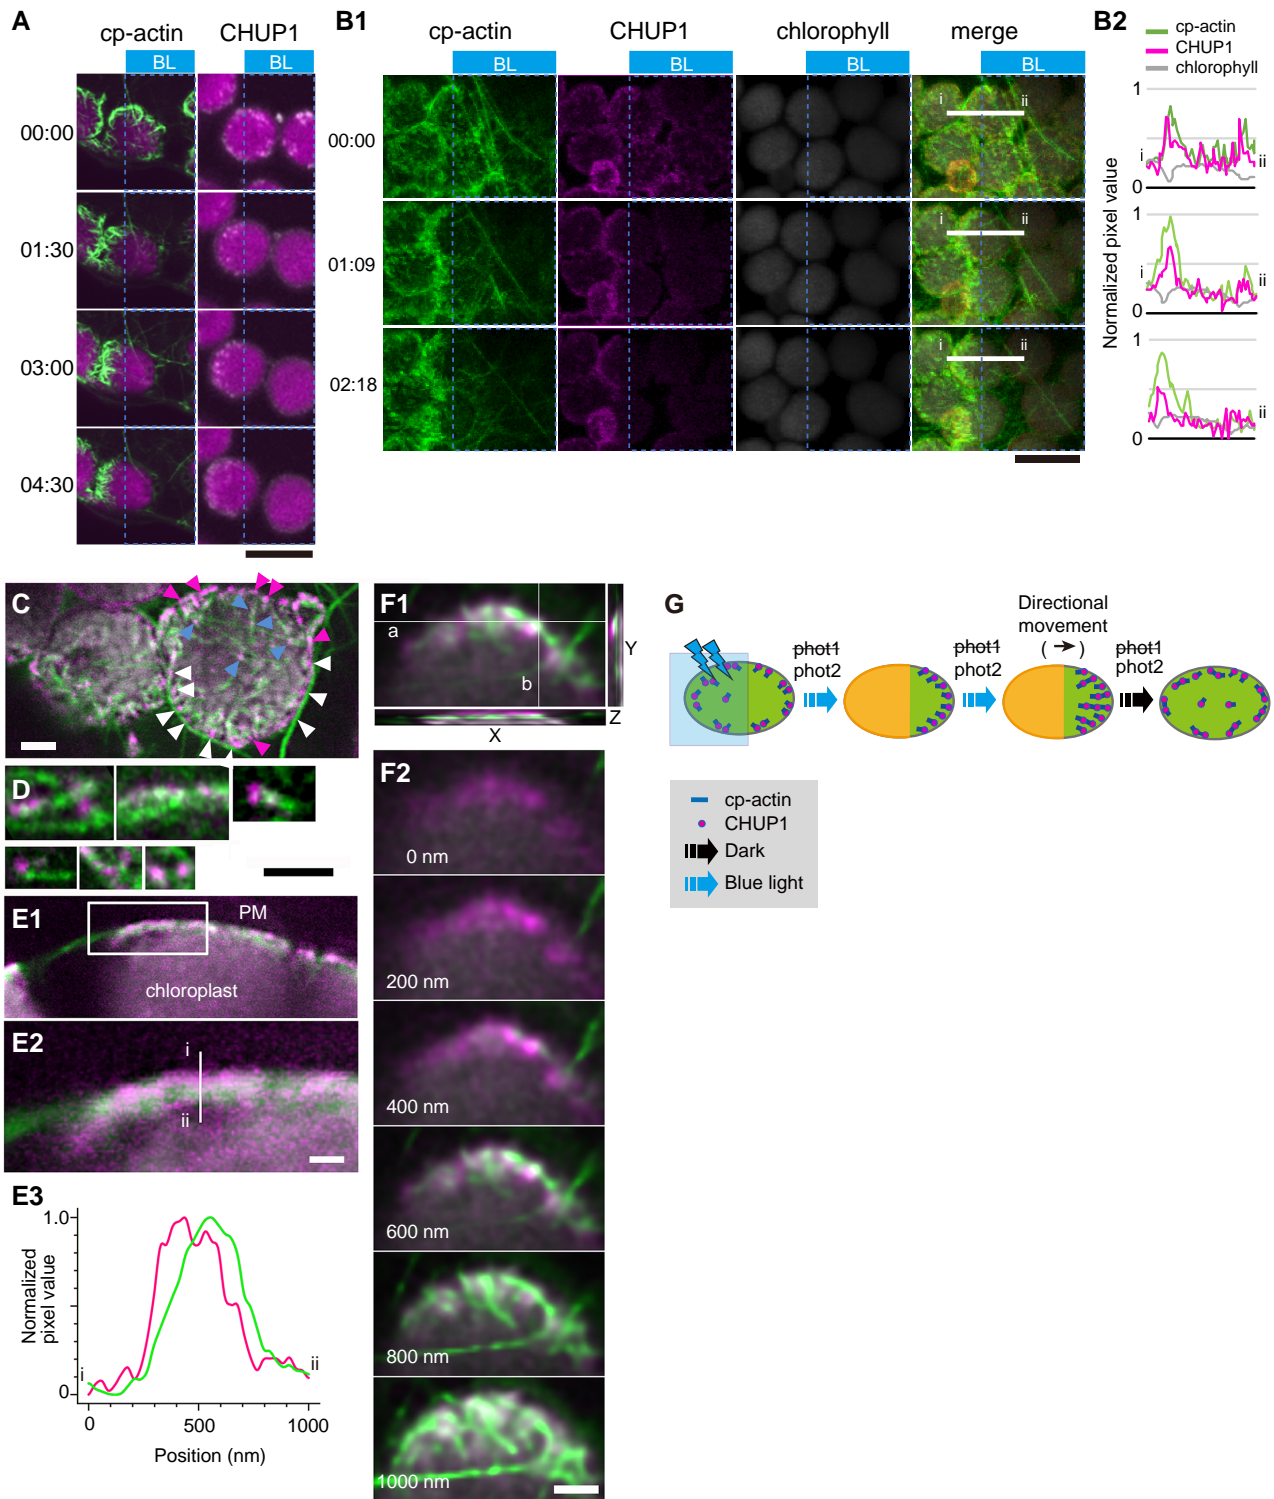 A
cp-actin
CHUP1
BL
BL
00:00
01:30
03:00
04:30
B1
cp-actin
CHUP1
chlorophyll
merge
BL
BL
BL
BL
00:00
i
ii
01:09
i
ii
02:18
i
ii
B2
cp-actin
CHUP1
chlorophyll
Normalized pixel value
1
i
ii
0
1
i
ii
0
1
ii
0
C
D
E1
PM
chloroplast
E2
i
ii
E3
Normalized
pixel value
1.0
0
i
ii
0
500
1000
Position (nm)
F1
a
b
Y
Z
X
F2
0 nm
200 nm
400 nm
600 nm
800 nm
1000 nm
G
Directional
movement
( → )
phot1
phot2
phot1
phot2
phot1
phot2
cp-actin
CHUP1
Dark
Blue light